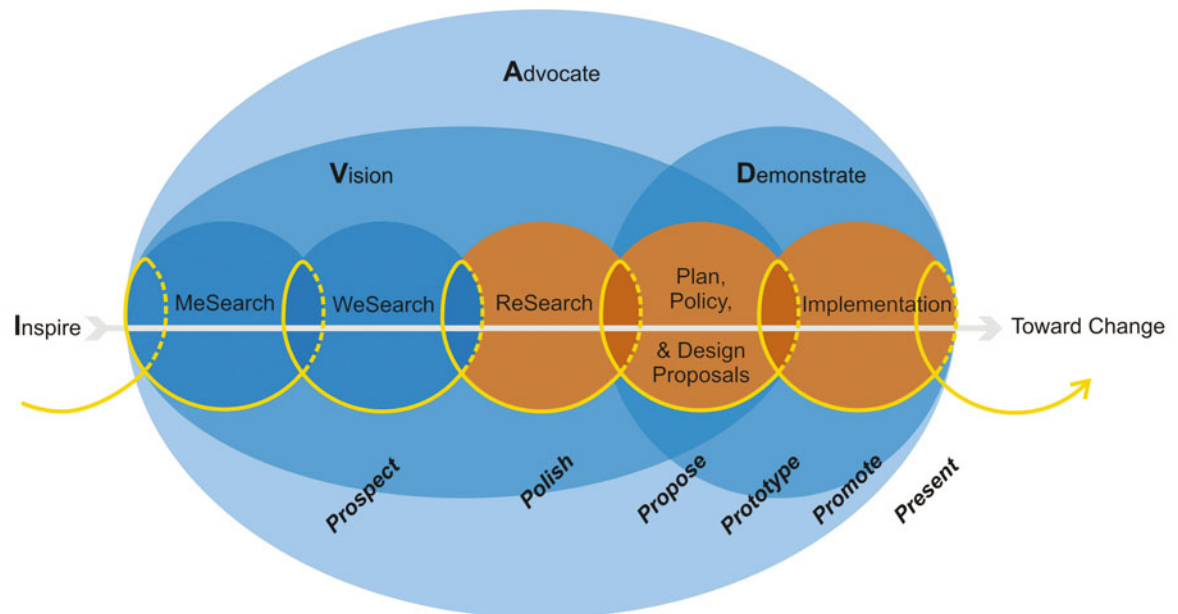 Advocate
Vision
Demonstrate
Inspire
MeSearch
WeSearch
ReSearch
Plan,
Policy,
& Design
Proposals
Implementation
Toward Change
Prospect
Polish
Propose
Prototype
Promote
Present